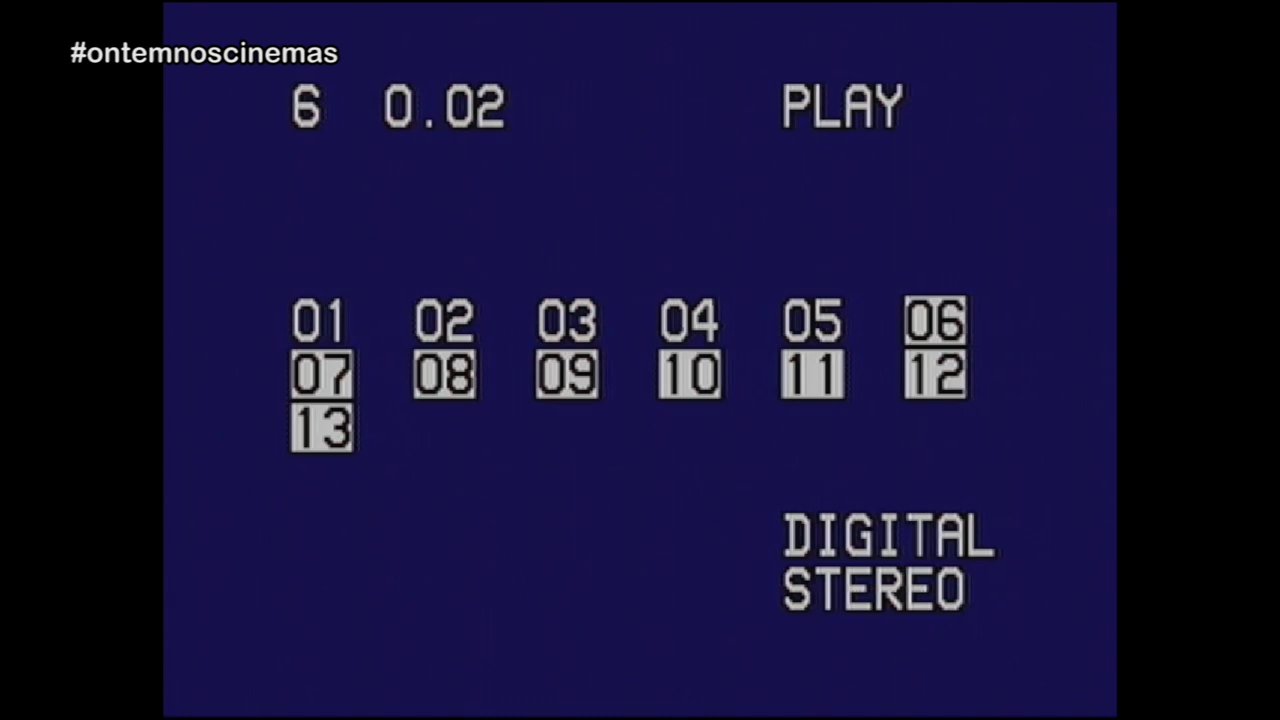 #ontemnoscinemas
6 0.02 PLAY
01 02 03 04 05 06
07 08 09 10 11 12
13
DIGITAL
STEREO